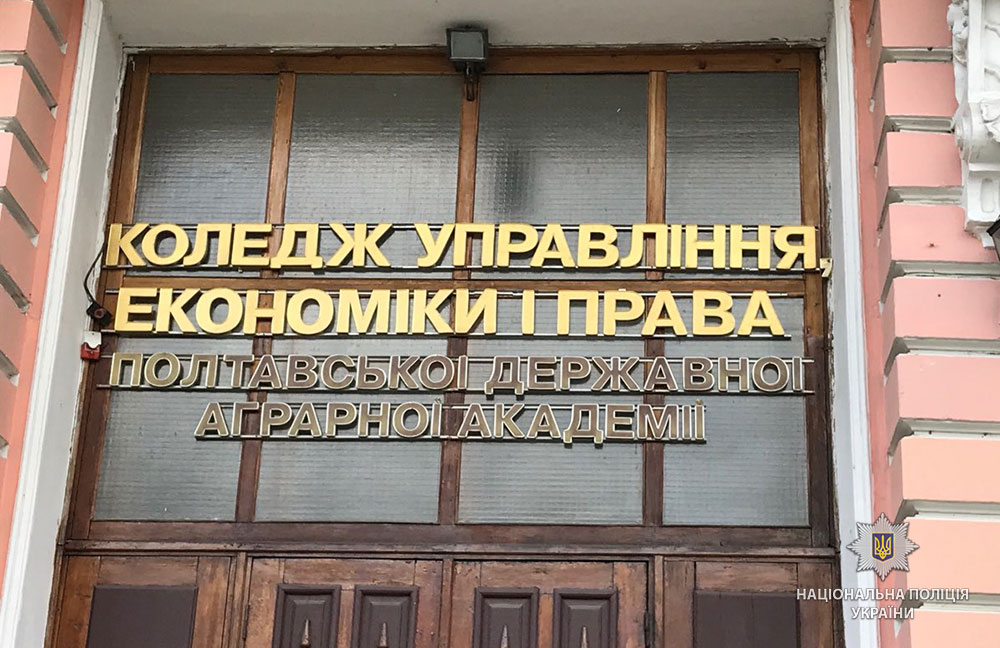 КОЛЕДЖ УПРАВЛІННЯ,
ЕКОНОМІКИ І ПРАВА
ПОЛТАВСЬКОЇ ДЕРЖАВНОЇ
АГРАРНОЇ АКАДЕМІЇ
НАЦІОНАЛЬНА ПОЛІЦІЯ
УКРАЇНИ